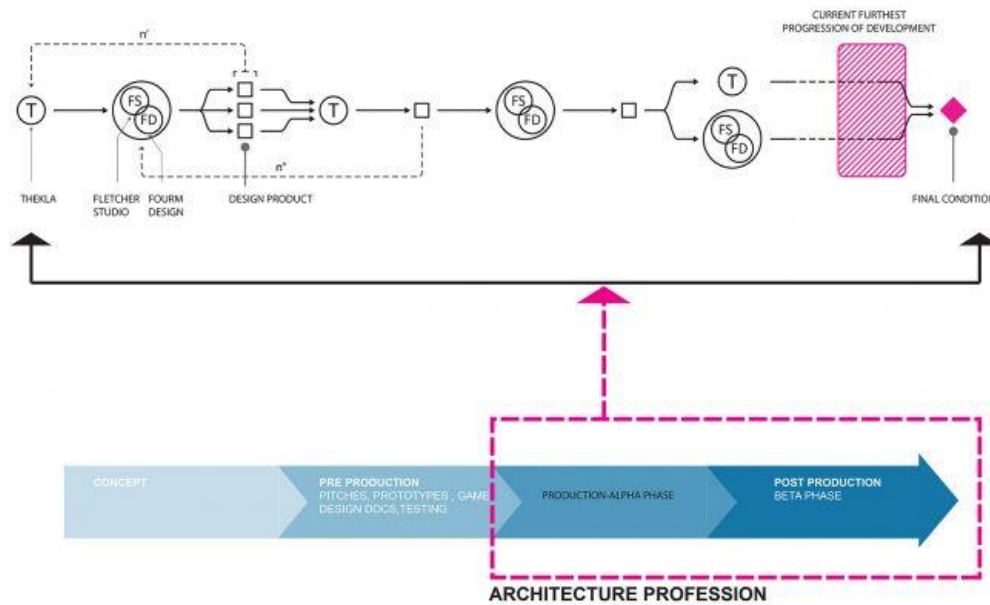 CURRENT FURTHEST
PROGRESSION OF DEVELOPMENT
n'
T
FS
FD
T
FS
FD
T
FS
FD
n"
THEKLA
FLETCHER
STUDIO
FOURM
DESIGN
DESIGN PRODUCT
FINAL CONDITION
CONCEPT
PRE PRODUCTION
PITCHES, PROTOTYPES , GAME
DESIGN DOCS,TESTING
PRODUCTION-ALPHA PHASE
POST PRODUCTION
BETA PHASE
ARCHITECTURE PROFESSION